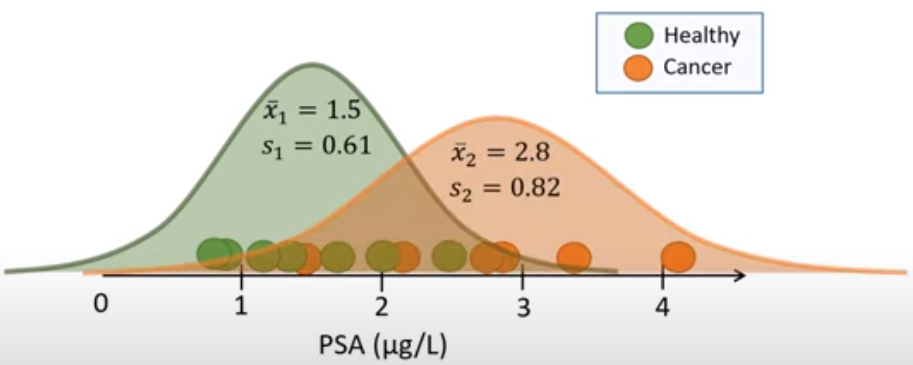 Healthy
Cancer
x̄₁ = 1.5
s₁ = 0.61
x̄₂ = 2.8
s₂ = 0.82
0 1 2 3 4
PSA (µg/L)